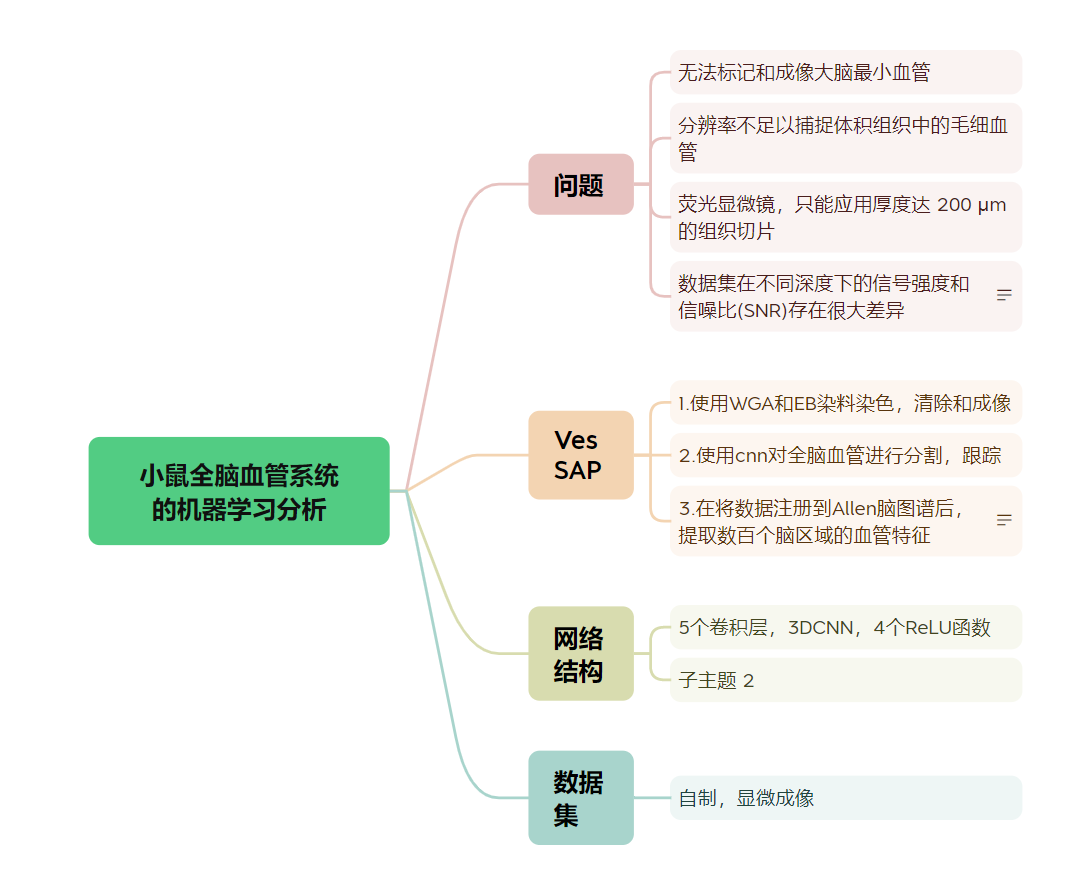 无法标记和成像大脑最小血管
分辨率不足以捕捉体积组织中的毛细血
管
问题
荧光显微镜，只能应用厚度达 200 μm
的组织切片
数据集在不同深度下的信号强度和
信噪比(SNR)存在很大差异
1.使用WGA和EB染料染色，清除和成像
Ves
SAP
2.使用cnn对全脑血管进行分割，跟踪
小鼠全脑血管系统
的机器学习分析
3.在将数据注册到Allen脑图谱后，
提取数百个脑区域的血管特征
网络
结构
5个卷积层，3DCNN，4个ReLU函数
子主题 2
数据
集
自制，显微成像